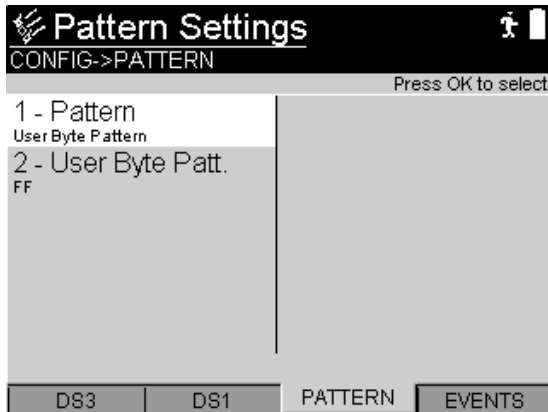 Pattern Settings
CONFIG->PATTERN
Press OK to select
1 - Pattern
User Byte Pattern
2 - User Byte Patt.
FF
DS3 DS1 PATTERN EVENTS